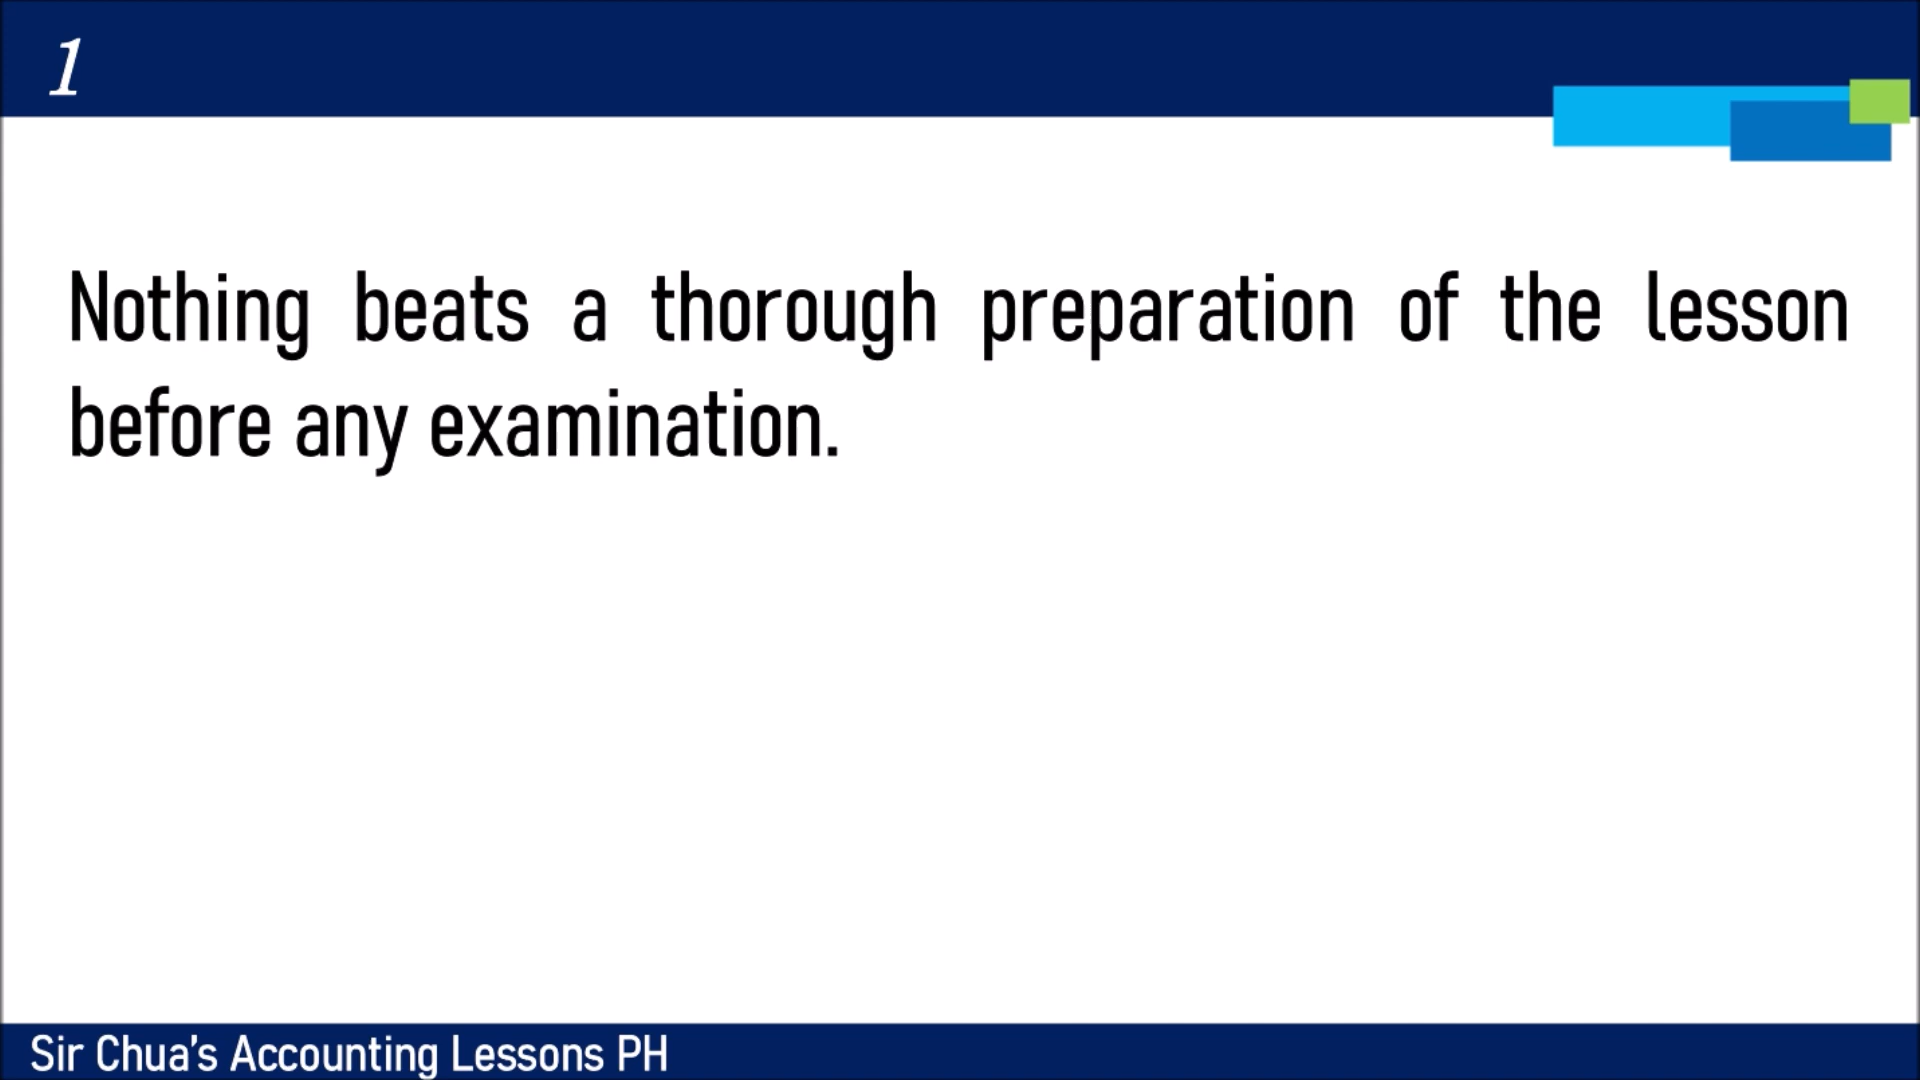 1
Nothing beats a thorough preparation of the lesson
before any examination.
Sir Chua's Accounting Lessons PH